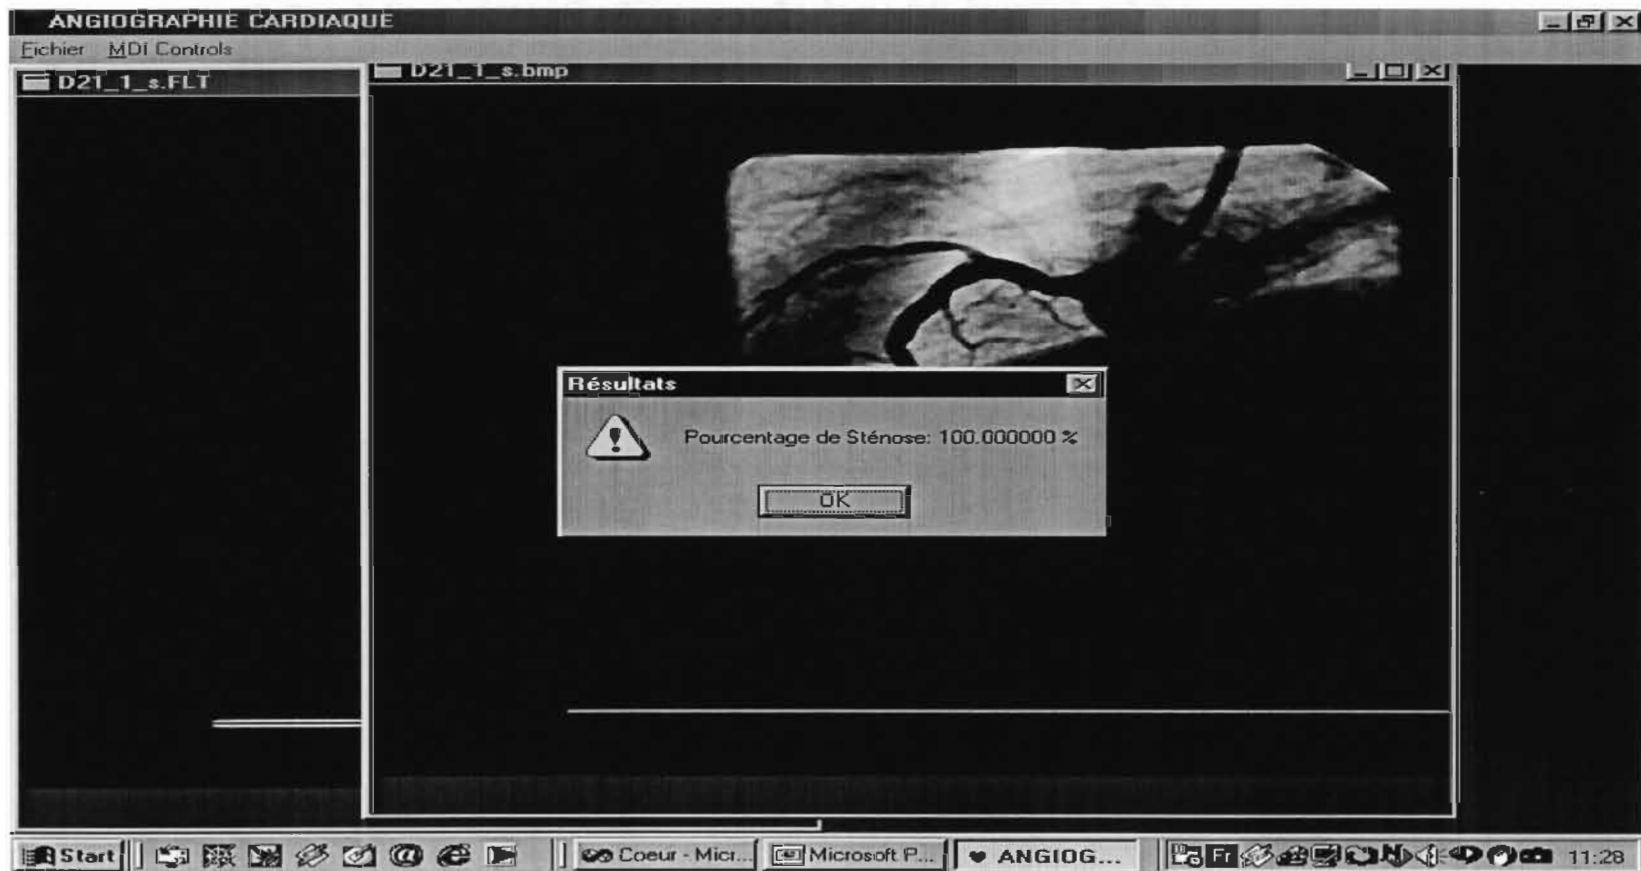 ANGIOGRAPHIE CARDIAQUE
Fichier MDI Controls
D21_1_s.FLT
D21_1_s.bmp
Résultats
Pourcentage de Sténose: 100.000000 %
OK
Start
Coeur - Micr...
Microsoft P...
ANGIOG...
Fr
11:28